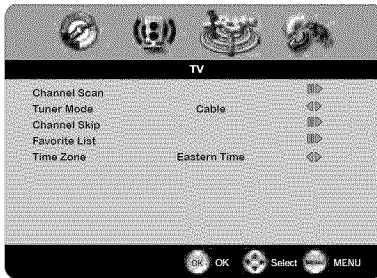 TV
Channel Scan
Tuner Mode Cable
Channel Skip
Favorite List
Time Zone Eastern Time
OK OK Select MENU